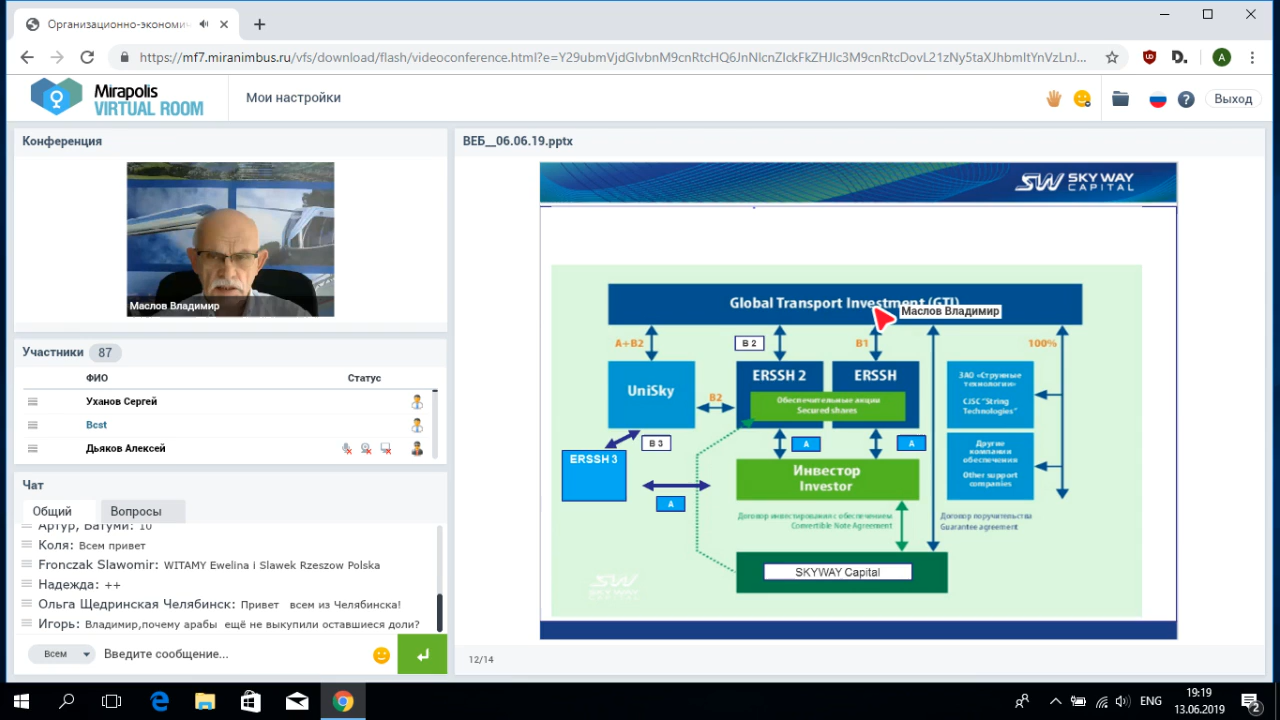 Организационно-экономич
https://mf7.miranimbus.ru/vfs/download/flash/videoconference.html?e=Y29ubmVjdGlvbnM9cnRtcHQ6JnNlcnZlckFkZHJlc3M9cnRtcDovL21zNy5taXJhbmltYnVzLnJ...
Mirapolis
VIRTUAL ROOM
Мои настройки
Выход
Конференция
Маслов Владимир
Участники 87
ФИО Статус
Уханов Сергей
Bcst
Дьяков Алексей
Чат
Общий Вопросы
Артур, Батуми: 10
Коля: Всем привет
Fronczak Slawomir: WITAMY Ewelina i Slawek Rzeszow Polska
Надежда: ++
Ольга Щедринская Челябинск: Привет всем из Челябинска!
Игорь: Владимир,почему арабы ещё не выкупили оставшиеся доли?
Всем Введите сообщение...
ВЕБ__06.06.19.pptx
SW SKY WAY
CAPITAL
Global Transport Investment (GTI)
Маслов Владимир
A+B2 B 2 B1 100%
UniSky
ERSSH 2 ERSSH
Обеспечительные акции
Secured shares
ЗАО «Струнные
технологии»
CJSC "String
Technologies"
B2
B 3 A A
ERSSH 3
Инвестор
Investor
Другие
компании
обеспечения
Other support
companies
A
Договор инвестирования с обеспечением
Convertible Note Agreement
Договор поручительства
Guarantee agreement
SKYWAY Capital
SW
12/14
ENG
19:19
13.06.2019
2